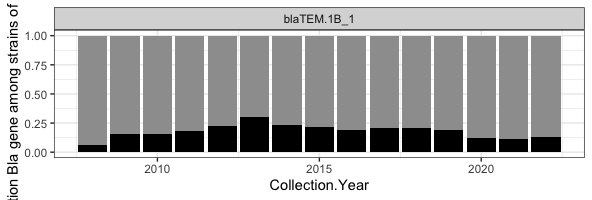 blaTEM.1B_1
1.00
0.75
0.50
0.25
0.00
2010 2015 2020
Collection.Year
tion Bla gene among strains of